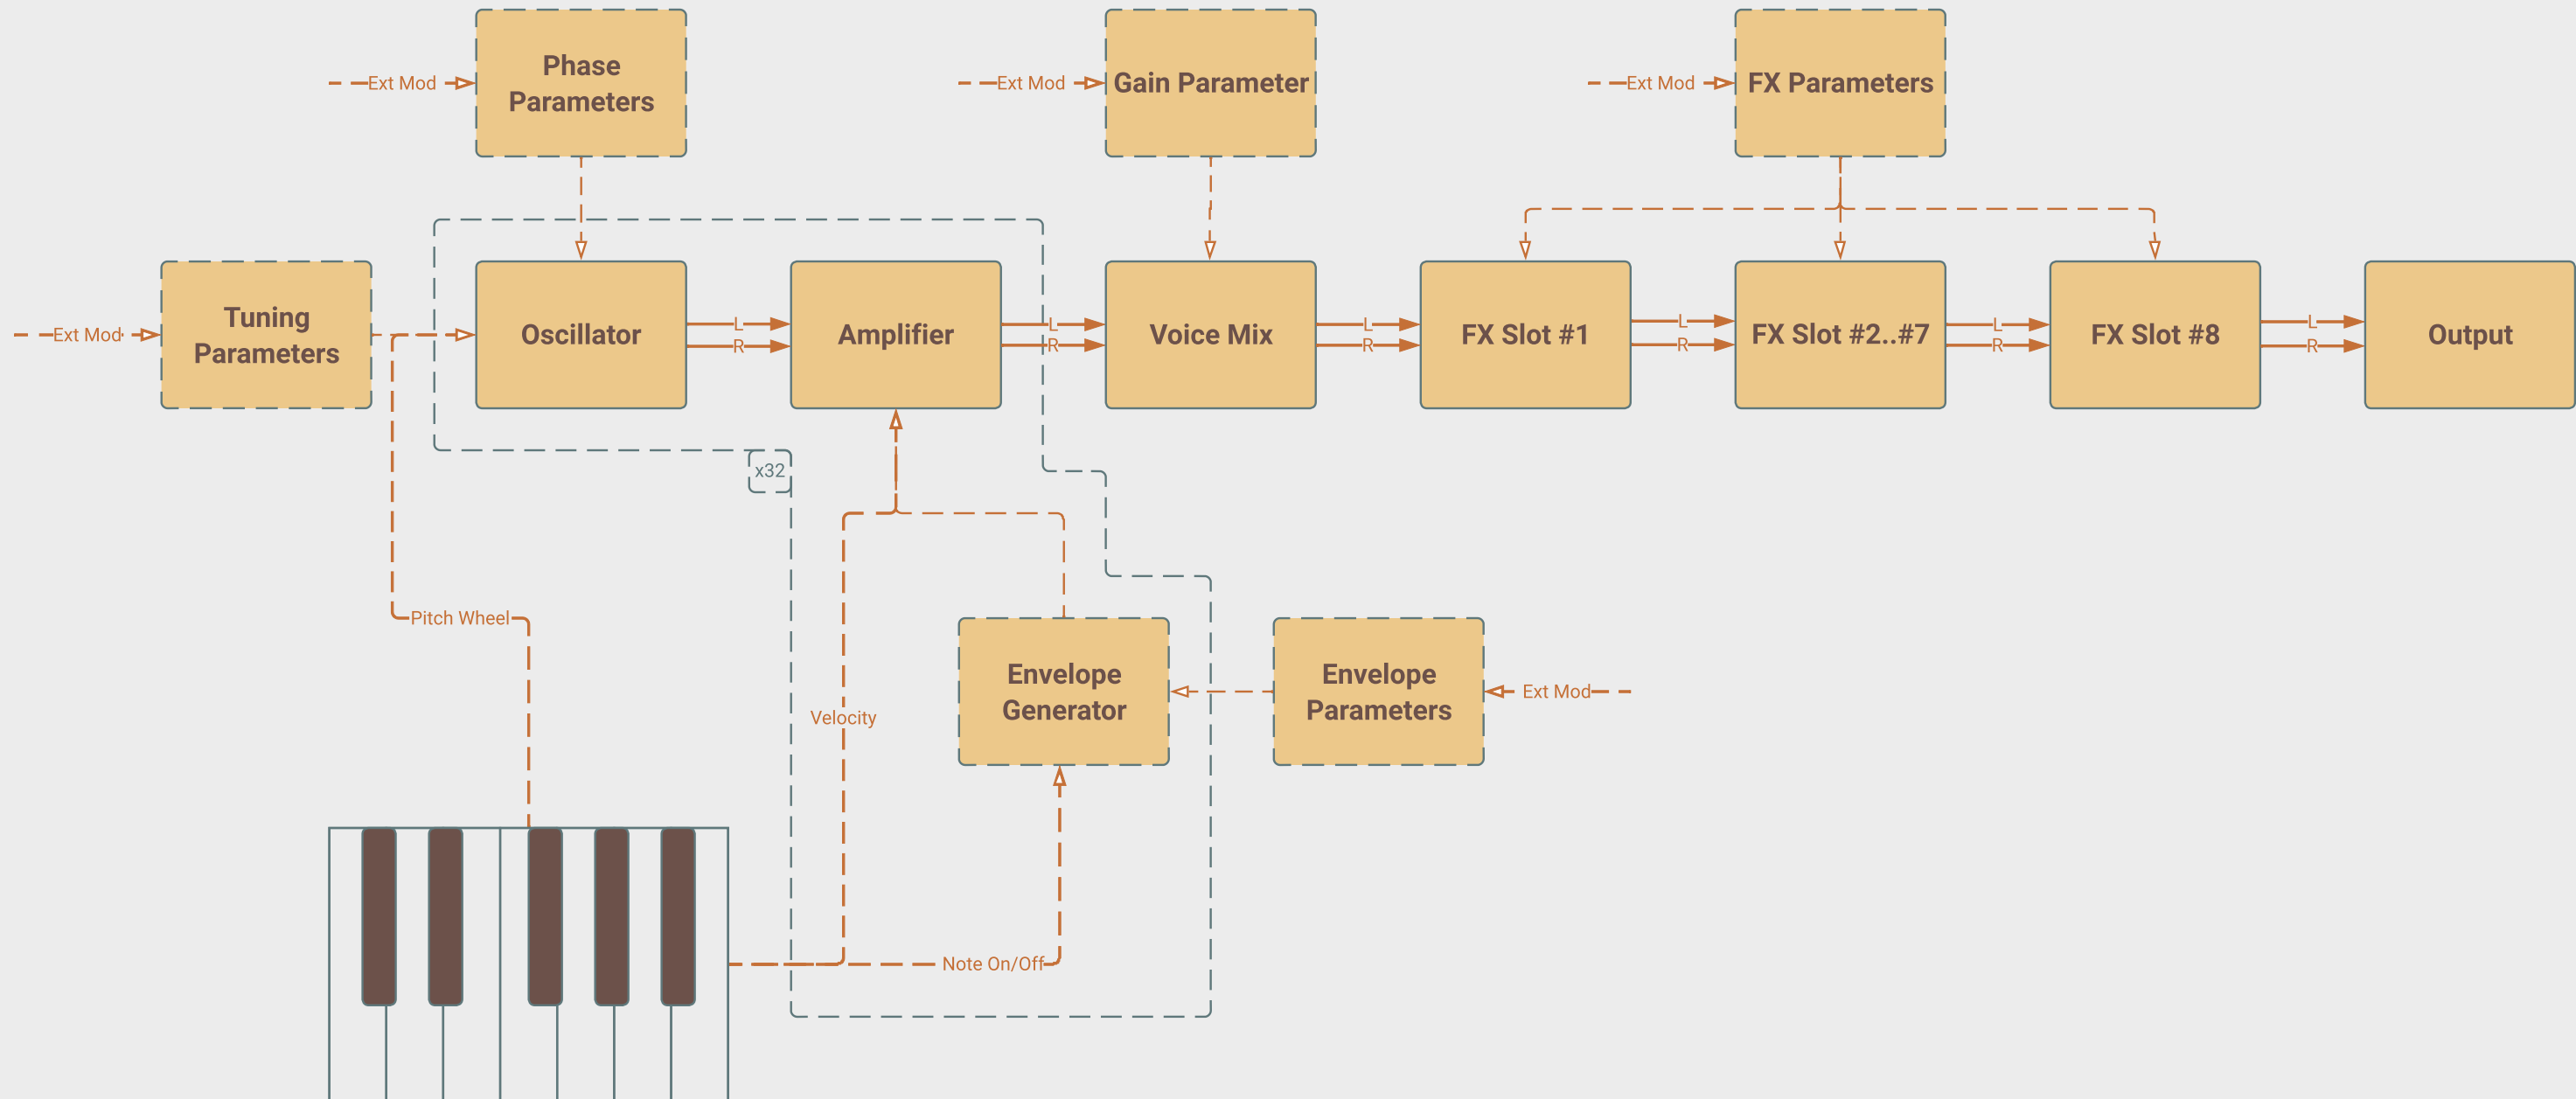 Ext Mod
Phase
Parameters
Ext Mod
Gain Parameter
Ext Mod
FX Parameters
Ext Mod
Tuning
Parameters
Oscillator
L
R
Amplifier
L
R
Voice Mix
L
R
FX Slot #1
L
R
FX Slot #2..#7
L
R
FX Slot #8
L
R
Output
x32
Pitch Wheel
Velocity
Envelope
Generator
Envelope
Parameters
Ext Mod
Note On/Off